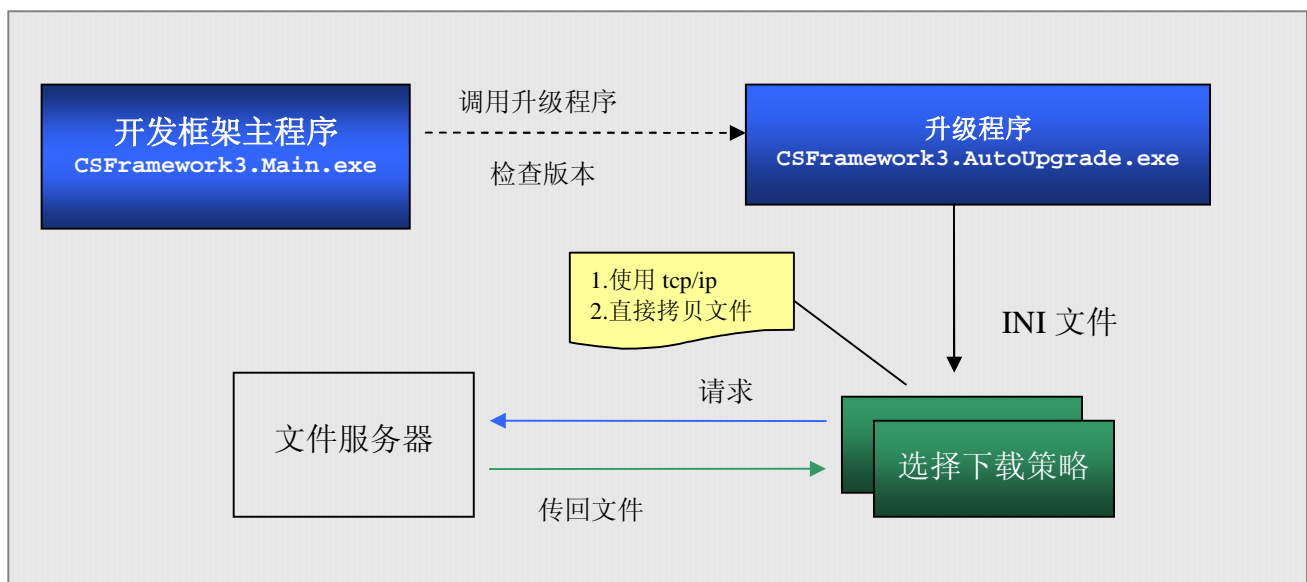 开发框架主程序
CSFramework3.Main.exe
调用升级程序
检查版本
升级程序
CSFramework3.AutoUpgrade.exe
1.使用 tcp/ip
2.直接拷贝文件
INI 文件
文件服务器
请求
传回文件
选择下载策略